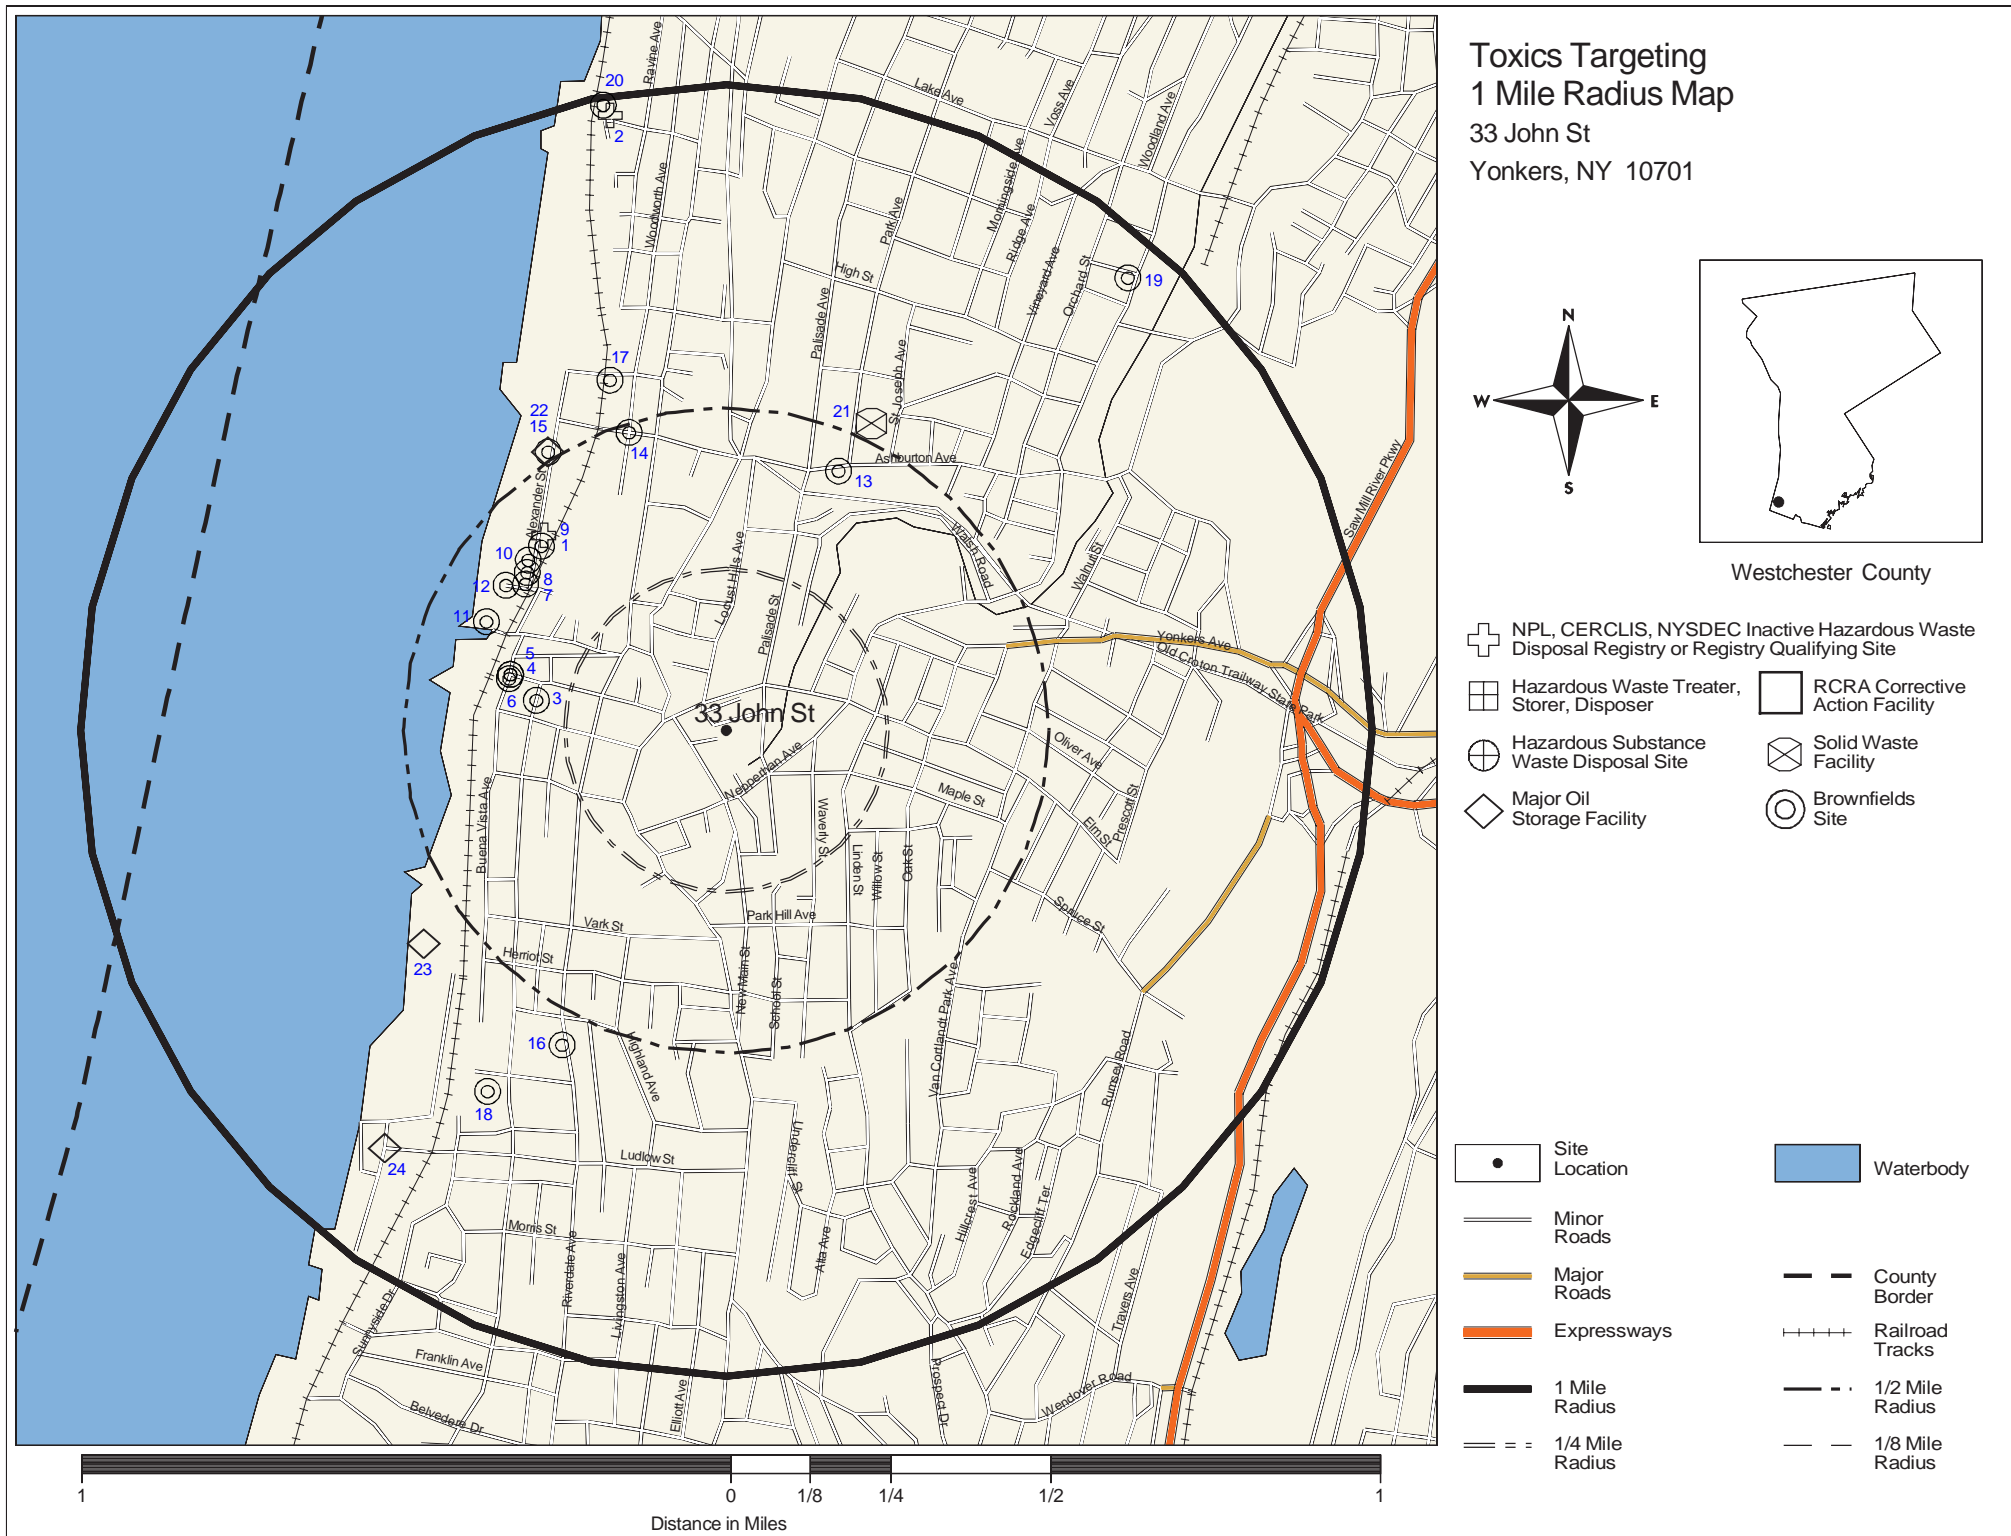 Toxics Targeting
1 Mile Radius Map
33 John St
Yonkers, NY 10701
N
W
E
S
Westchester County
NPL, CERCLIS, NYSDEC Inactive Hazardous Waste
Disposal Registry or Registry Qualifying Site
Hazardous Waste Treater,
Storer, Disposer
RCRA Corrective
Action Facility
Hazardous Substance
Waste Disposal Site
Solid Waste
Facility
Major Oil
Storage Facility
Brownfields
Site
Site
Location
Waterbody
Minor
Roads
Major
Roads
County
Border
Expressways
Railroad
Tracks
1 Mile
Radius
1/2 Mile
Radius
1/4 Mile
Radius
1/8 Mile
Radius
20
2
Ravine Ave
Lake Ave
Voss Ave
Woodland Ave
Woodworth Ave
Park Ave
Morningside Ave
Ridge Ave
High St
Vineyard Ave
Orchard St
19
Palisade Ave
17
St Joseph Ave
22
15
21
14
Ashburton Ave
13
Saw Mill River Pkwy
Alexander St
9
1
10
8
7
12
11
Walsh Road
Walnut St
Locust Hills Ave
Palisade St
Yonkers Ave
Old Croton Trailway State Park
5
4
6
3
33 John St
Nepperhan Ave
Oliver Ave
Maple St
Elm St
Prescott St
Buena Vista Ave
Waverly St
Linden St
Willow St
Oak St
Spruce St
Park Hill Ave
Vark St
Herriot St
23
New Main St
School St
Van Cortlandt Park Ave
16
Highland Ave
Rumsey Road
18
24
Ludlow St
Undercliff St
Hillcrest Ave
Rockland Ave
Edgecliff Ter
Morris St
Alta Ave
Riverdale Ave
Livingston Ave
Travers Ave
Sunnyside Dr
Franklin Ave
Prospect Dr
Wendover Road
Elliott Ave
Belvedere Dr
1
0
1/8
1/4
1/2
1
Distance in Miles